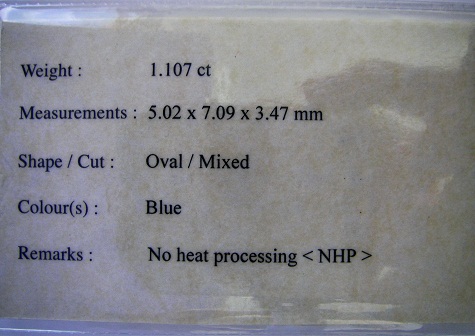 Weight : 1.107 ct
Measurements : 5.02 x 7.09 x 3.47 mm
Shape / Cut : Oval / Mixed
Colour(s) : Blue
Remarks : No heat processing < NHP >